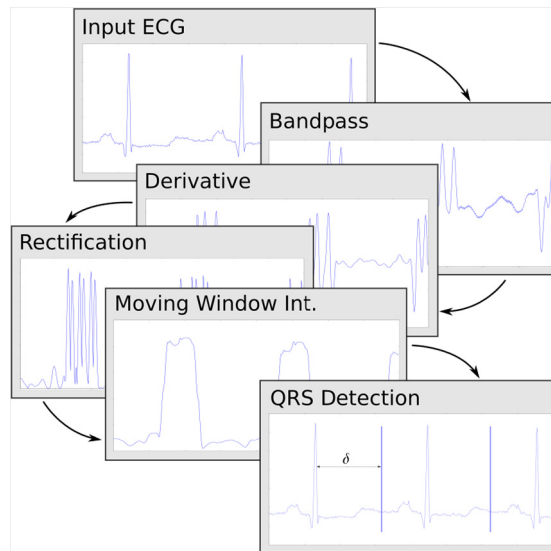 Input ECG
Bandpass
Derivative
Rectification
Moving Window Int.
QRS Detection
δ